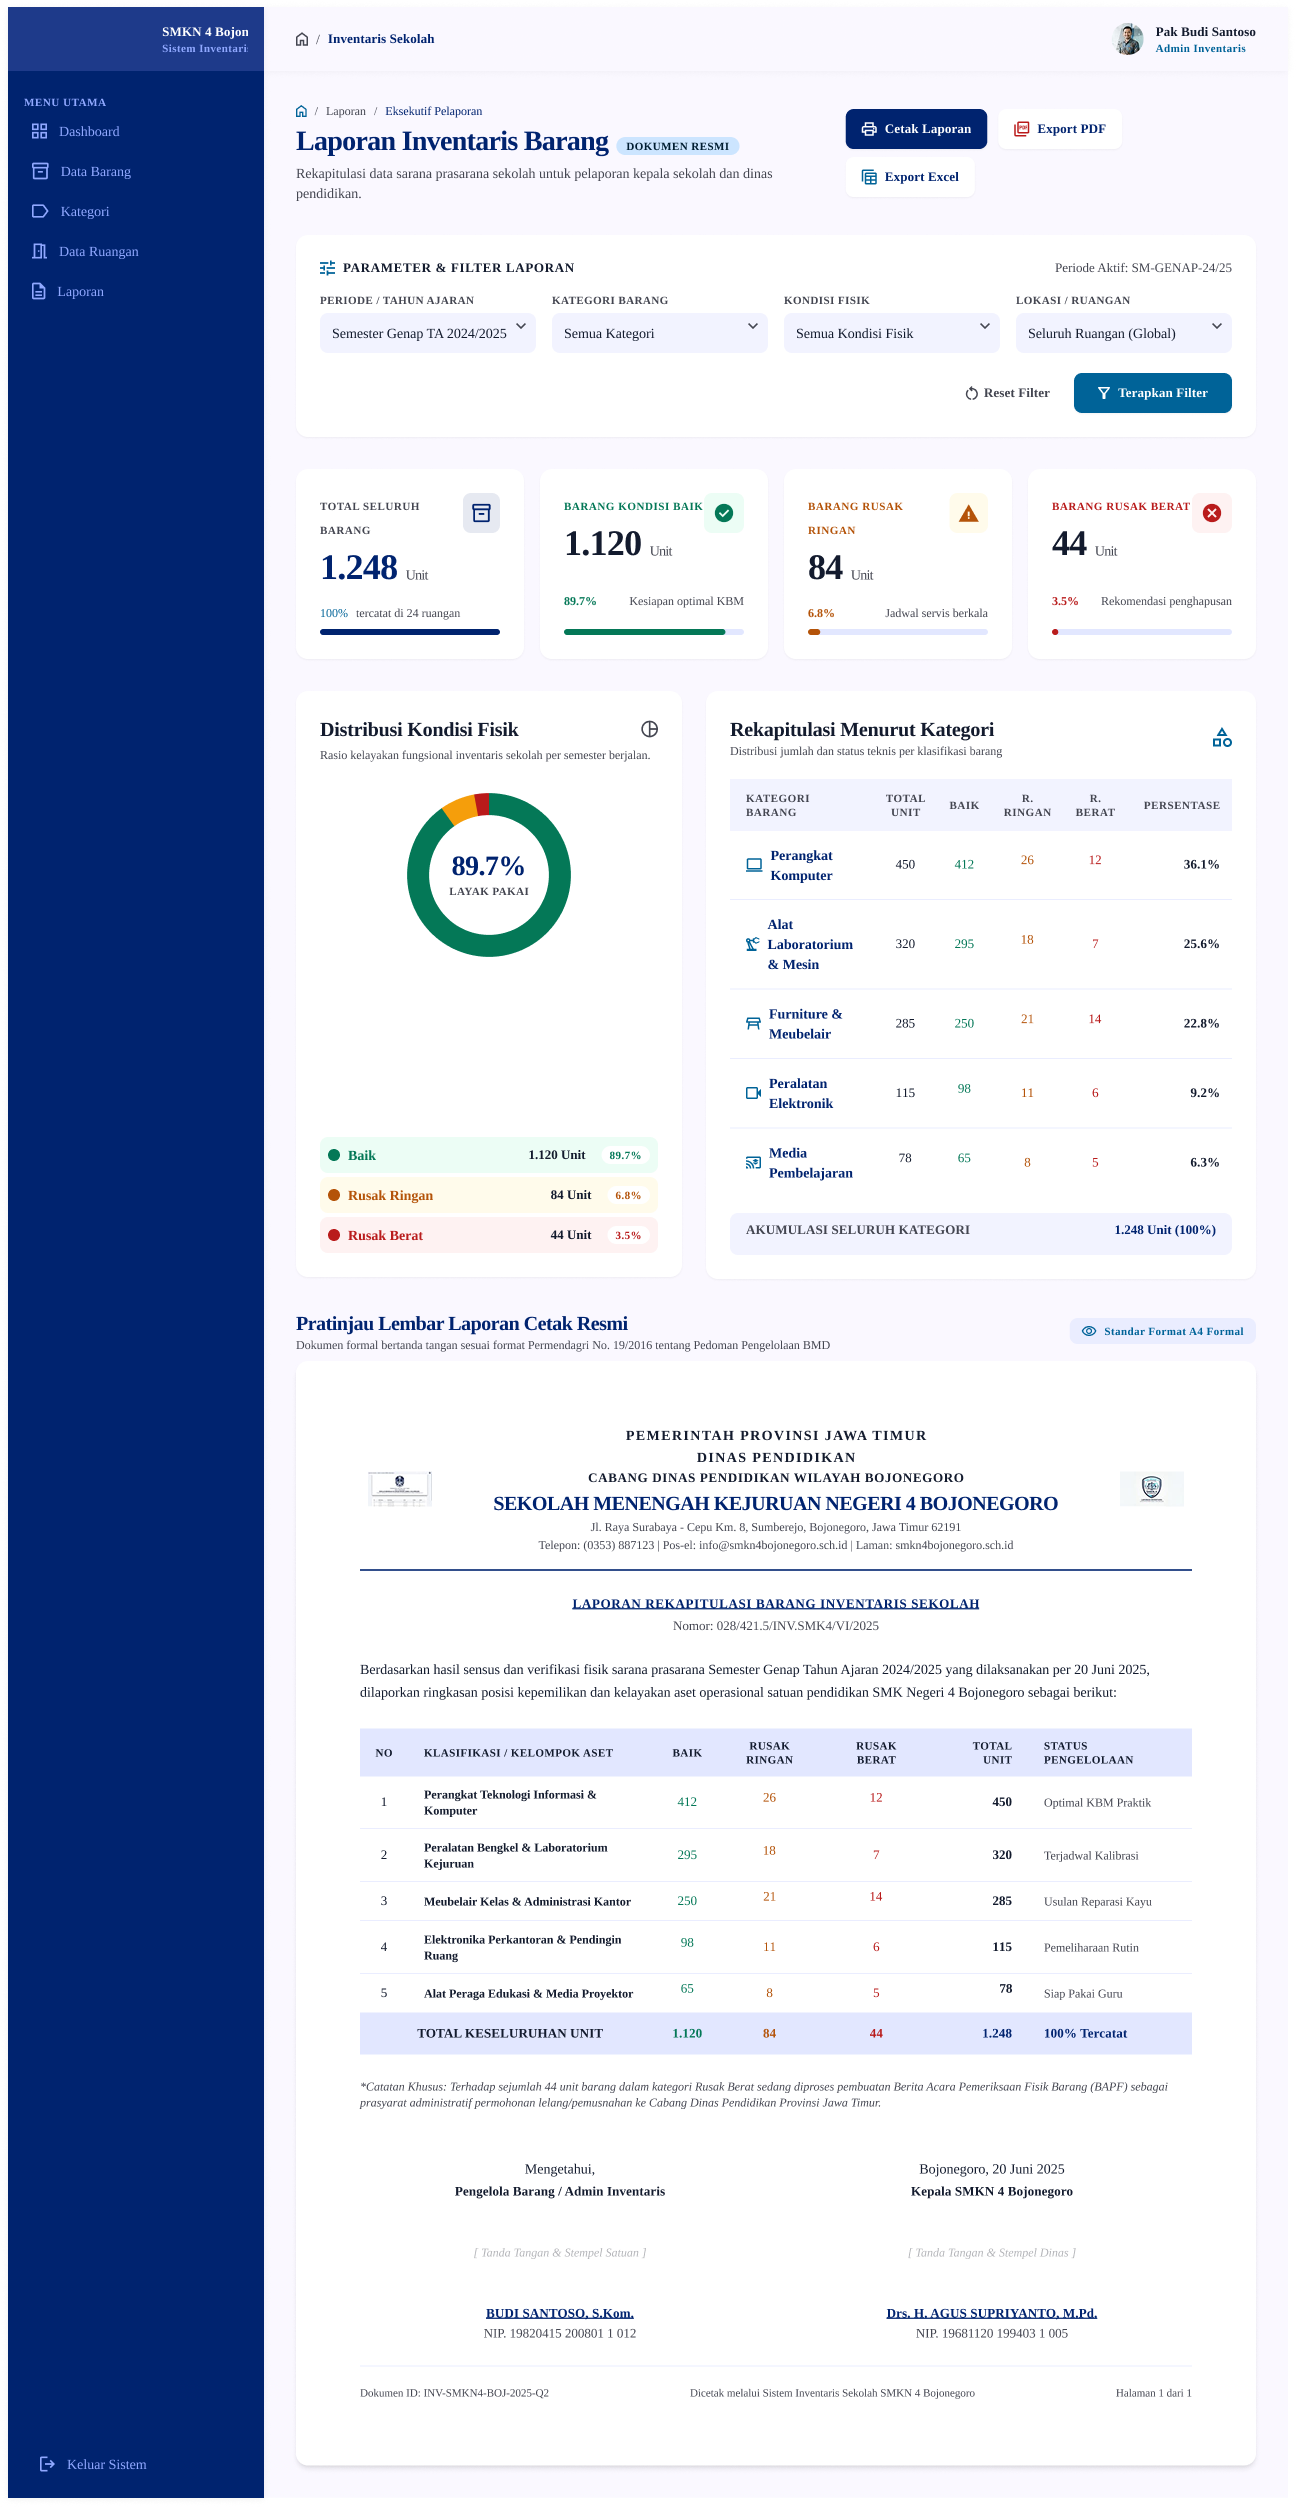 SMKN 4 Bojon
Sistem Inventari
MENU UTAMA
Dashboard
Data Barang
Kategori
Data Ruangan
Laporan
Keluar Sistem
/ Inventaris Sekolah
Pak Budi Santoso
Admin Inventaris
/ Laporan / Eksekutif Pelaporan
Laporan Inventaris Barang DOKUMEN RESMI
Rekapitulasi data sarana prasarana sekolah untuk pelaporan kepala sekolah dan dinas
pendidikan.
Cetak Laporan
Export PDF
Export Excel
PARAMETER & FILTER LAPORAN
Periode Aktif: SM-GENAP-24/25
PERIODE / TAHUN AJARAN
Semester Genap TA 2024/2025
KATEGORI BARANG
Semua Kategori
KONDISI FISIK
Semua Kondisi Fisik
LOKASI / RUANGAN
Seluruh Ruangan (Global)
Reset Filter
Terapkan Filter
TOTAL SELURUH
BARANG
1.248 Unit
100% tercatat di 24 ruangan
BARANG KONDISI BAIK
1.120 Unit
89.7% Kesiapan optimal KBM
BARANG RUSAK
RINGAN
84 Unit
6.8% Jadwal servis berkala
BARANG RUSAK BERAT
44 Unit
3.5% Rekomendasi penghapusan
Distribusi Kondisi Fisik
Rasio kelayakan fungsional inventaris sekolah per semester berjalan.
89.7%
LAYAK PAKAI
Baik 1.120 Unit 89.7%
Rusak Ringan 84 Unit 6.8%
Rusak Berat 44 Unit 3.5%
Rekapitulasi Menurut Kategori
Distribusi jumlah dan status teknis per klasifikasi barang
KATEGORI BARANG TOTAL UNIT BAIK R. RINGAN R. BERAT PERSENTASE
Perangkat Komputer 450 412 26 12 36.1%
Alat Laboratorium & Mesin 320 295 18 7 25.6%
Furniture & Meubelair 285 250 21 14 22.8%
Peralatan Elektronik 115 98 11 6 9.2%
Media Pembelajaran 78 65 8 5 6.3%
AKUMULASI SELURUH KATEGORI 1.248 Unit (100%)
Pratinjau Lembar Laporan Cetak Resmi
Dokumen formal bertanda tangan sesuai format Permendagri No. 19/2016 tentang Pedoman Pengelolaan BMD
Standar Format A4 Formal
PEMERINTAH PROVINSI JAWA TIMUR
DINAS PENDIDIKAN
CABANG DINAS PENDIDIKAN WILAYAH BOJONEGORO
SEKOLAH MENENGAH KEJURUAN NEGERI 4 BOJONEGORO
Jl. Raya Surabaya - Cepu Km. 8, Sumberejo, Bojonegoro, Jawa Timur 62191
Telepon: (0353) 887123 | Pos-el: info@smkn4bojonegoro.sch.id | Laman: smkn4bojonegoro.sch.id
LAPORAN REKAPITULASI BARANG INVENTARIS SEKOLAH
Nomor: 028/421.5/INV.SMK4/VI/2025
Berdasarkan hasil sensus dan verifikasi fisik sarana prasarana Semester Genap Tahun Ajaran 2024/2025 yang dilaksanakan per 20 Juni 2025,
dilaporkan ringkasan posisi kepemilikan dan kelayakan aset operasional satuan pendidikan SMK Negeri 4 Bojonegoro sebagai berikut:
NO KLASIFIKASI / KELOMPOK ASET BAIK RUSAK RINGAN RUSAK BERAT TOTAL UNIT STATUS PENGELOLAAN
1 Perangkat Teknologi Informasi & Komputer 412 26 12 450 Optimal KBM Praktik
2 Peralatan Bengkel & Laboratorium Kejuruan 295 18 7 320 Terjadwal Kalibrasi
3 Meubelair Kelas & Administrasi Kantor 250 21 14 285 Usulan Reparasi Kayu
4 Elektronika Perkantoran & Pendingin Ruang 98 11 6 115 Pemeliharaan Rutin
5 Alat Peraga Edukasi & Media Proyektor 65 8 5 78 Siap Pakai Guru
TOTAL KESELURUHAN UNIT 1.120 84 44 1.248 100% Tercatat
*Catatan Khusus: Terhadap sejumlah 44 unit barang dalam kategori Rusak Berat sedang diproses pembuatan Berita Acara Pemeriksaan Fisik Barang (BAPF) sebagai
prasyarat administratif permohonan lelang/pemusnahan ke Cabang Dinas Pendidikan Provinsi Jawa Timur.
Mengetahui,
Pengelola Barang / Admin Inventaris
[ Tanda Tangan & Stempel Satuan ]
BUDI SANTOSO, S.Kom.
NIP. 19820415 200801 1 012
Bojonegoro, 20 Juni 2025
Kepala SMKN 4 Bojonegoro
[ Tanda Tangan & Stempel Dinas ]
Drs. H. AGUS SUPRIYANTO, M.Pd.
NIP. 19681120 199403 1 005
Dokumen ID: INV-SMKN4-BOJ-2025-Q2
Dicetak melalui Sistem Inventaris Sekolah SMKN 4 Bojonegoro
Halaman 1 dari 1